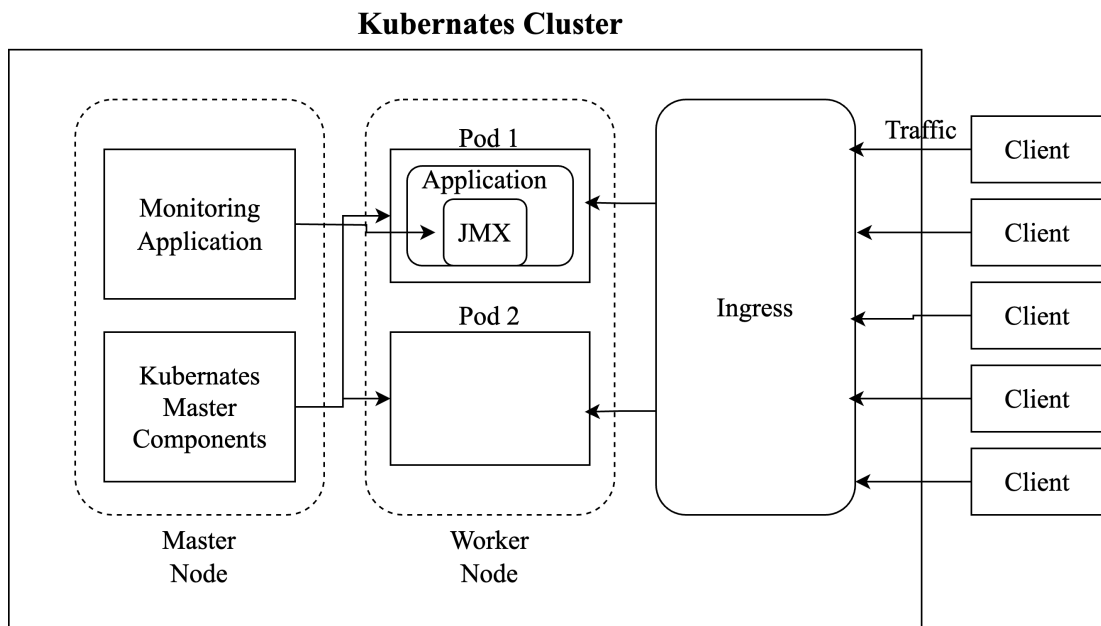 Kubernates Cluster
Pod 1
Application
JMX
Monitoring
Application
Pod 2
Kubernates
Master
Components
Master
Node
Worker
Node
Ingress
Traffic
Client
Client
Client
Client
Client